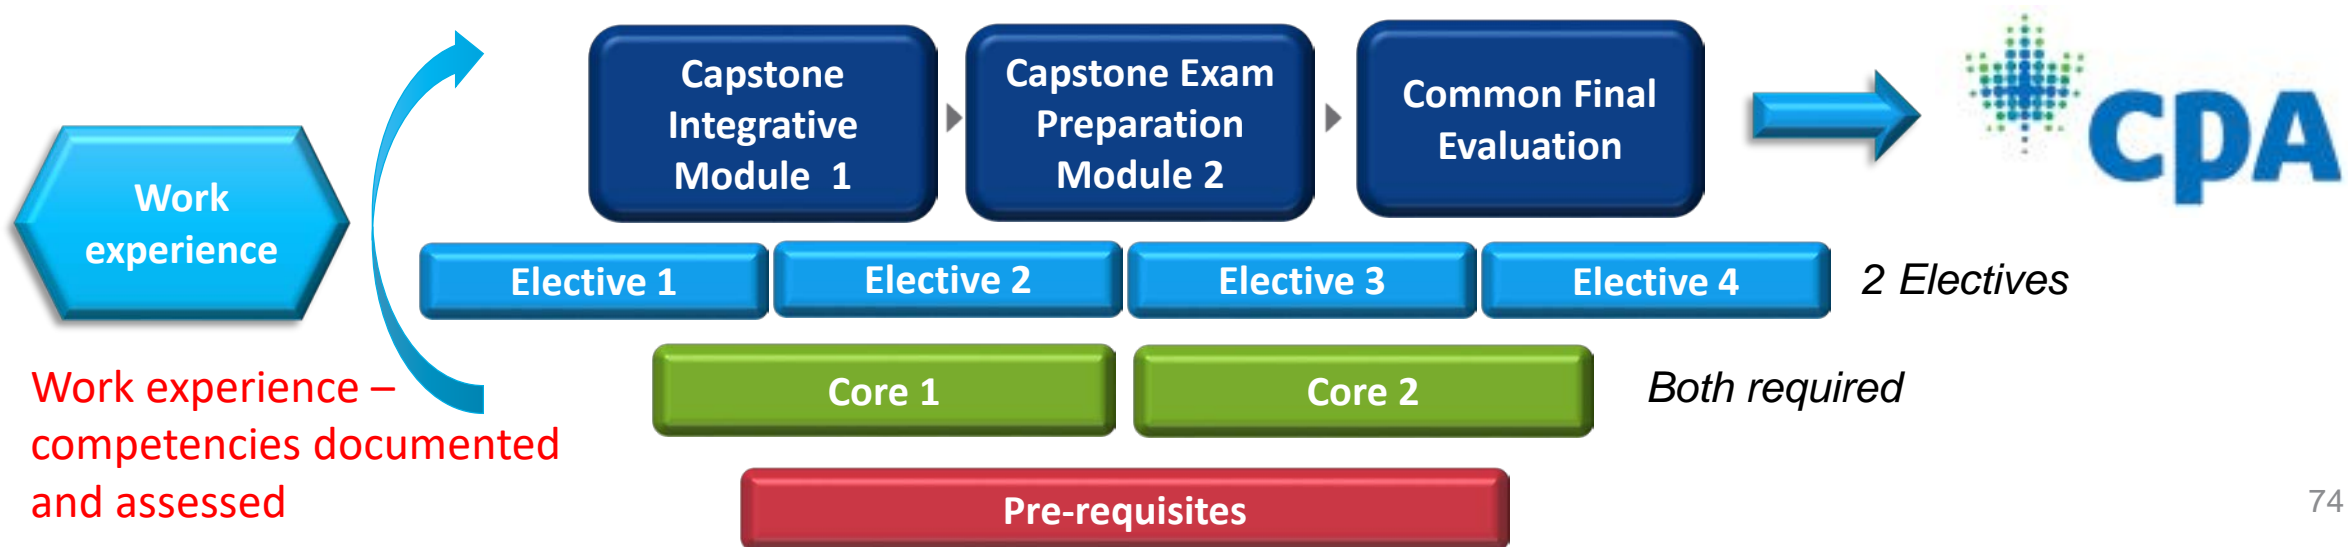 Capstone
Integrative
Module 1
Capstone Exam
Preparation
Module 2
Common Final
Evaluation
cpa
Work
experience
Elective 1
Elective 2
Elective 3
Elective 4
2 Electives
Work experience –
competencies documented
and assessed
Core 1
Core 2
Both required
Pre-requisites
74